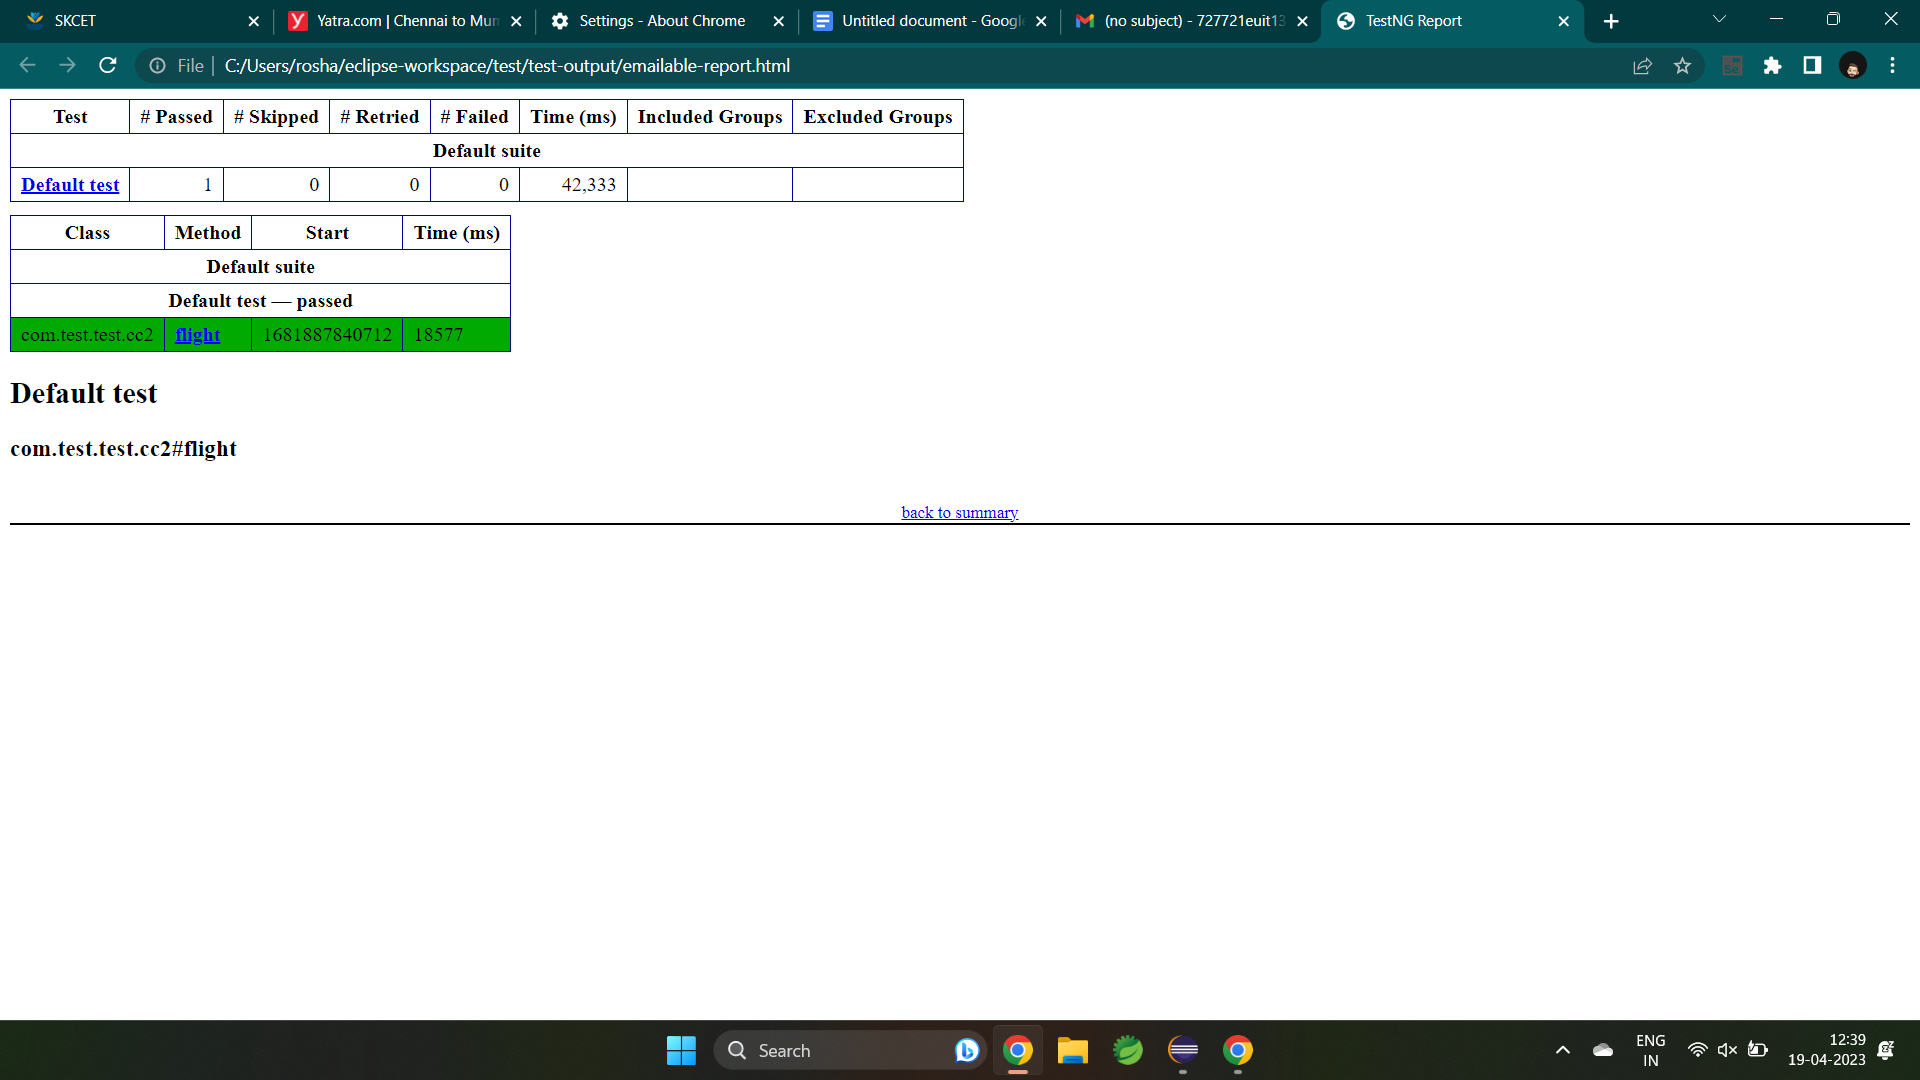 SKCET
Yatra.com | Chennai to Mum
Settings - About Chrome
Untitled document - Google
(no subject) - 727721euit13
TestNG Report
File | C:/Users/rosha/eclipse-workspace/test/test-output/emailable-report.html
Test # Passed # Skipped # Retried # Failed Time (ms) Included Groups Excluded Groups
Default suite
Default test 1 0 0 0 42,333
Class Method Start Time (ms)
Default suite
Default test — passed
com.test.test.cc2 flight 1681887840712 18577
Default test
com.test.test.cc2#flight
back to summary
Search
ENG
IN
12:39
19-04-2023